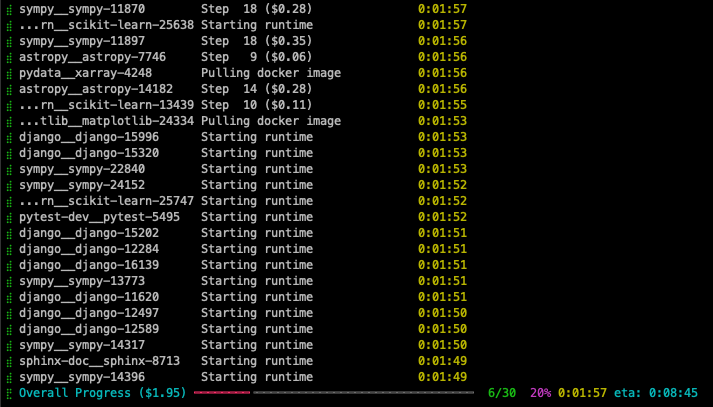 sympy__sympy-11870 Step 18 ($0.28) 0:01:57
...rn__scikit-learn-25638 Starting runtime 0:01:57
sympy__sympy-11897 Step 18 ($0.35) 0:01:56
astropy__astropy-7746 Step 9 ($0.06) 0:01:56
pydata__xarray-4248 Pulling docker image 0:01:56
astropy__astropy-14182 Step 14 ($0.28) 0:01:56
...rn__scikit-learn-13439 Step 10 ($0.11) 0:01:55
...tlib__matplotlib-24334 Pulling docker image 0:01:53
django__django-15996 Starting runtime 0:01:53
django__django-15320 Starting runtime 0:01:53
sympy__sympy-22840 Starting runtime 0:01:53
sympy__sympy-24152 Starting runtime 0:01:52
...rn__scikit-learn-25747 Starting runtime 0:01:52
pytest-dev__pytest-5495 Starting runtime 0:01:52
django__django-15202 Starting runtime 0:01:51
django__django-12284 Starting runtime 0:01:51
django__django-16139 Starting runtime 0:01:51
sympy__sympy-13773 Starting runtime 0:01:51
django__django-11620 Starting runtime 0:01:51
django__django-12497 Starting runtime 0:01:50
django__django-12589 Starting runtime 0:01:50
sympy__sympy-14317 Starting runtime 0:01:50
sphinx-doc__sphinx-8713 Starting runtime 0:01:49
sympy__sympy-14396 Starting runtime 0:01:49
Overall Progress ($1.95) 6/30 20% 0:01:57 eta: 0:08:45